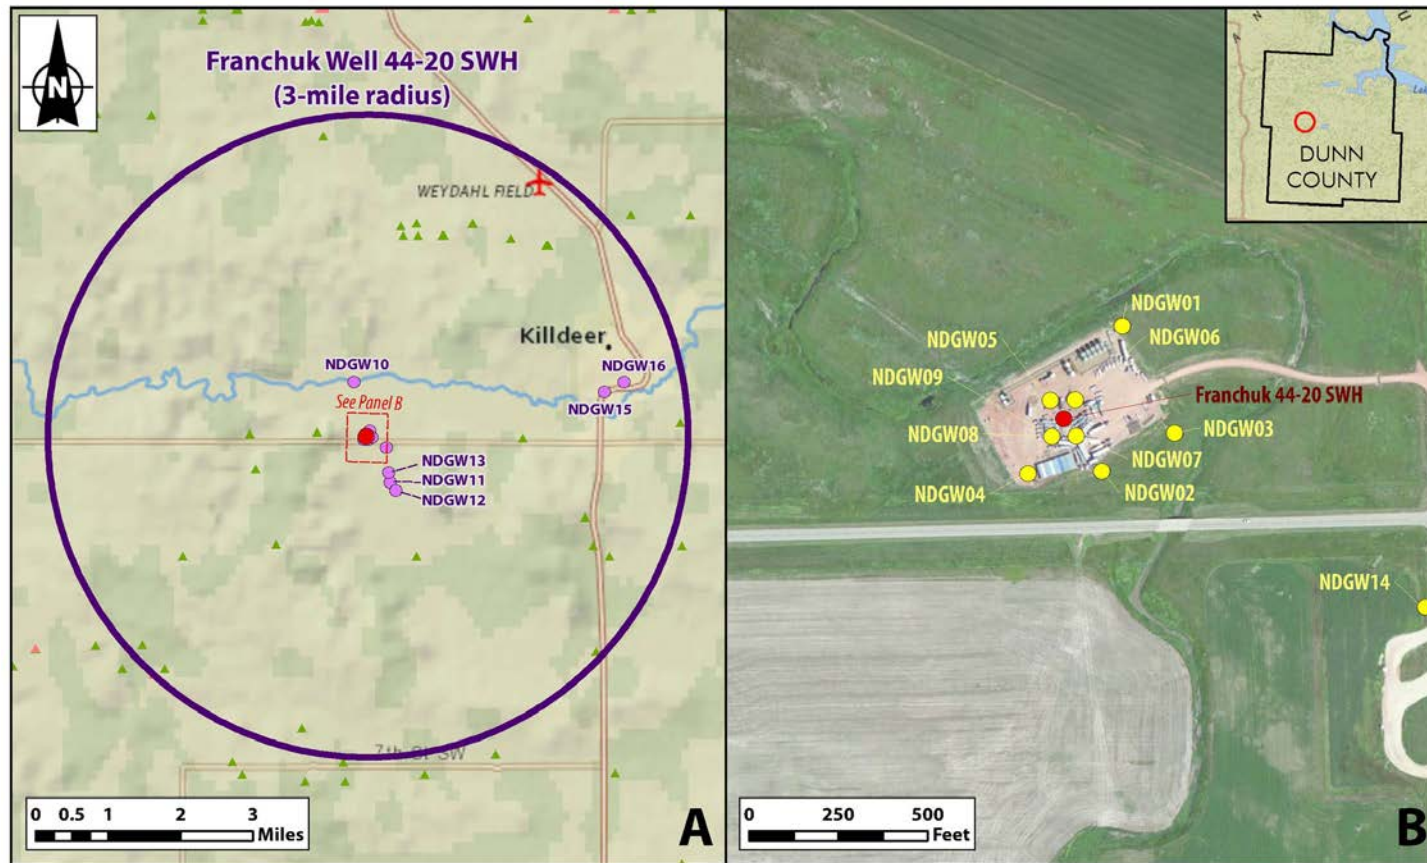 N
Franchuk Well 44-20 SWH
(3-mile radius)
WEYDAHL FIELD
Killdeer
NDGW10
NDGW16
NDGW15
See Panel B
NDGW13
NDGW11
NDGW12
7th St SW
0 0.5 1 2 3
Miles
A
DUNN
COUNTY
NDGW01
NDGW05
NDGW06
NDGW09
Franchuk 44-20 SWH
NDGW08
NDGW03
NDGW07
NDGW04
NDGW02
NDGW14
0 250 500
Feet
B